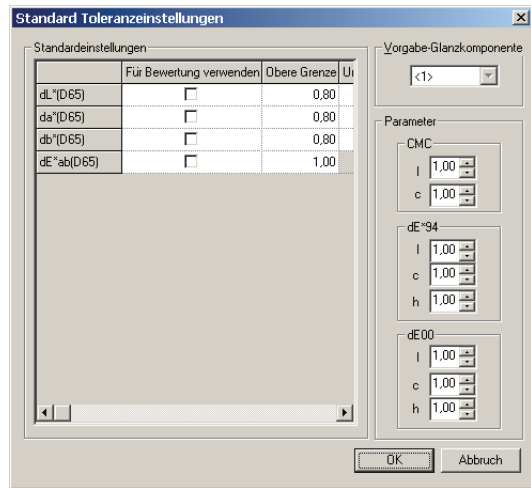 Standard Toleranzeinstellungen
Standardeinstellungen
Für Bewertung verwenden Obere Grenze Un
dL*(D65) 0,80
da*(D65) 0,80
db*(D65) 0,80
dE*ab(D65) 1,00
Vorgabe-Glanzkomponente
<1>
Parameter
CMC
l 1,00
c 1,00
dE*94
l 1,00
c 1,00
h 1,00
dE00
l 1,00
c 1,00
h 1,00
OK Abbruch